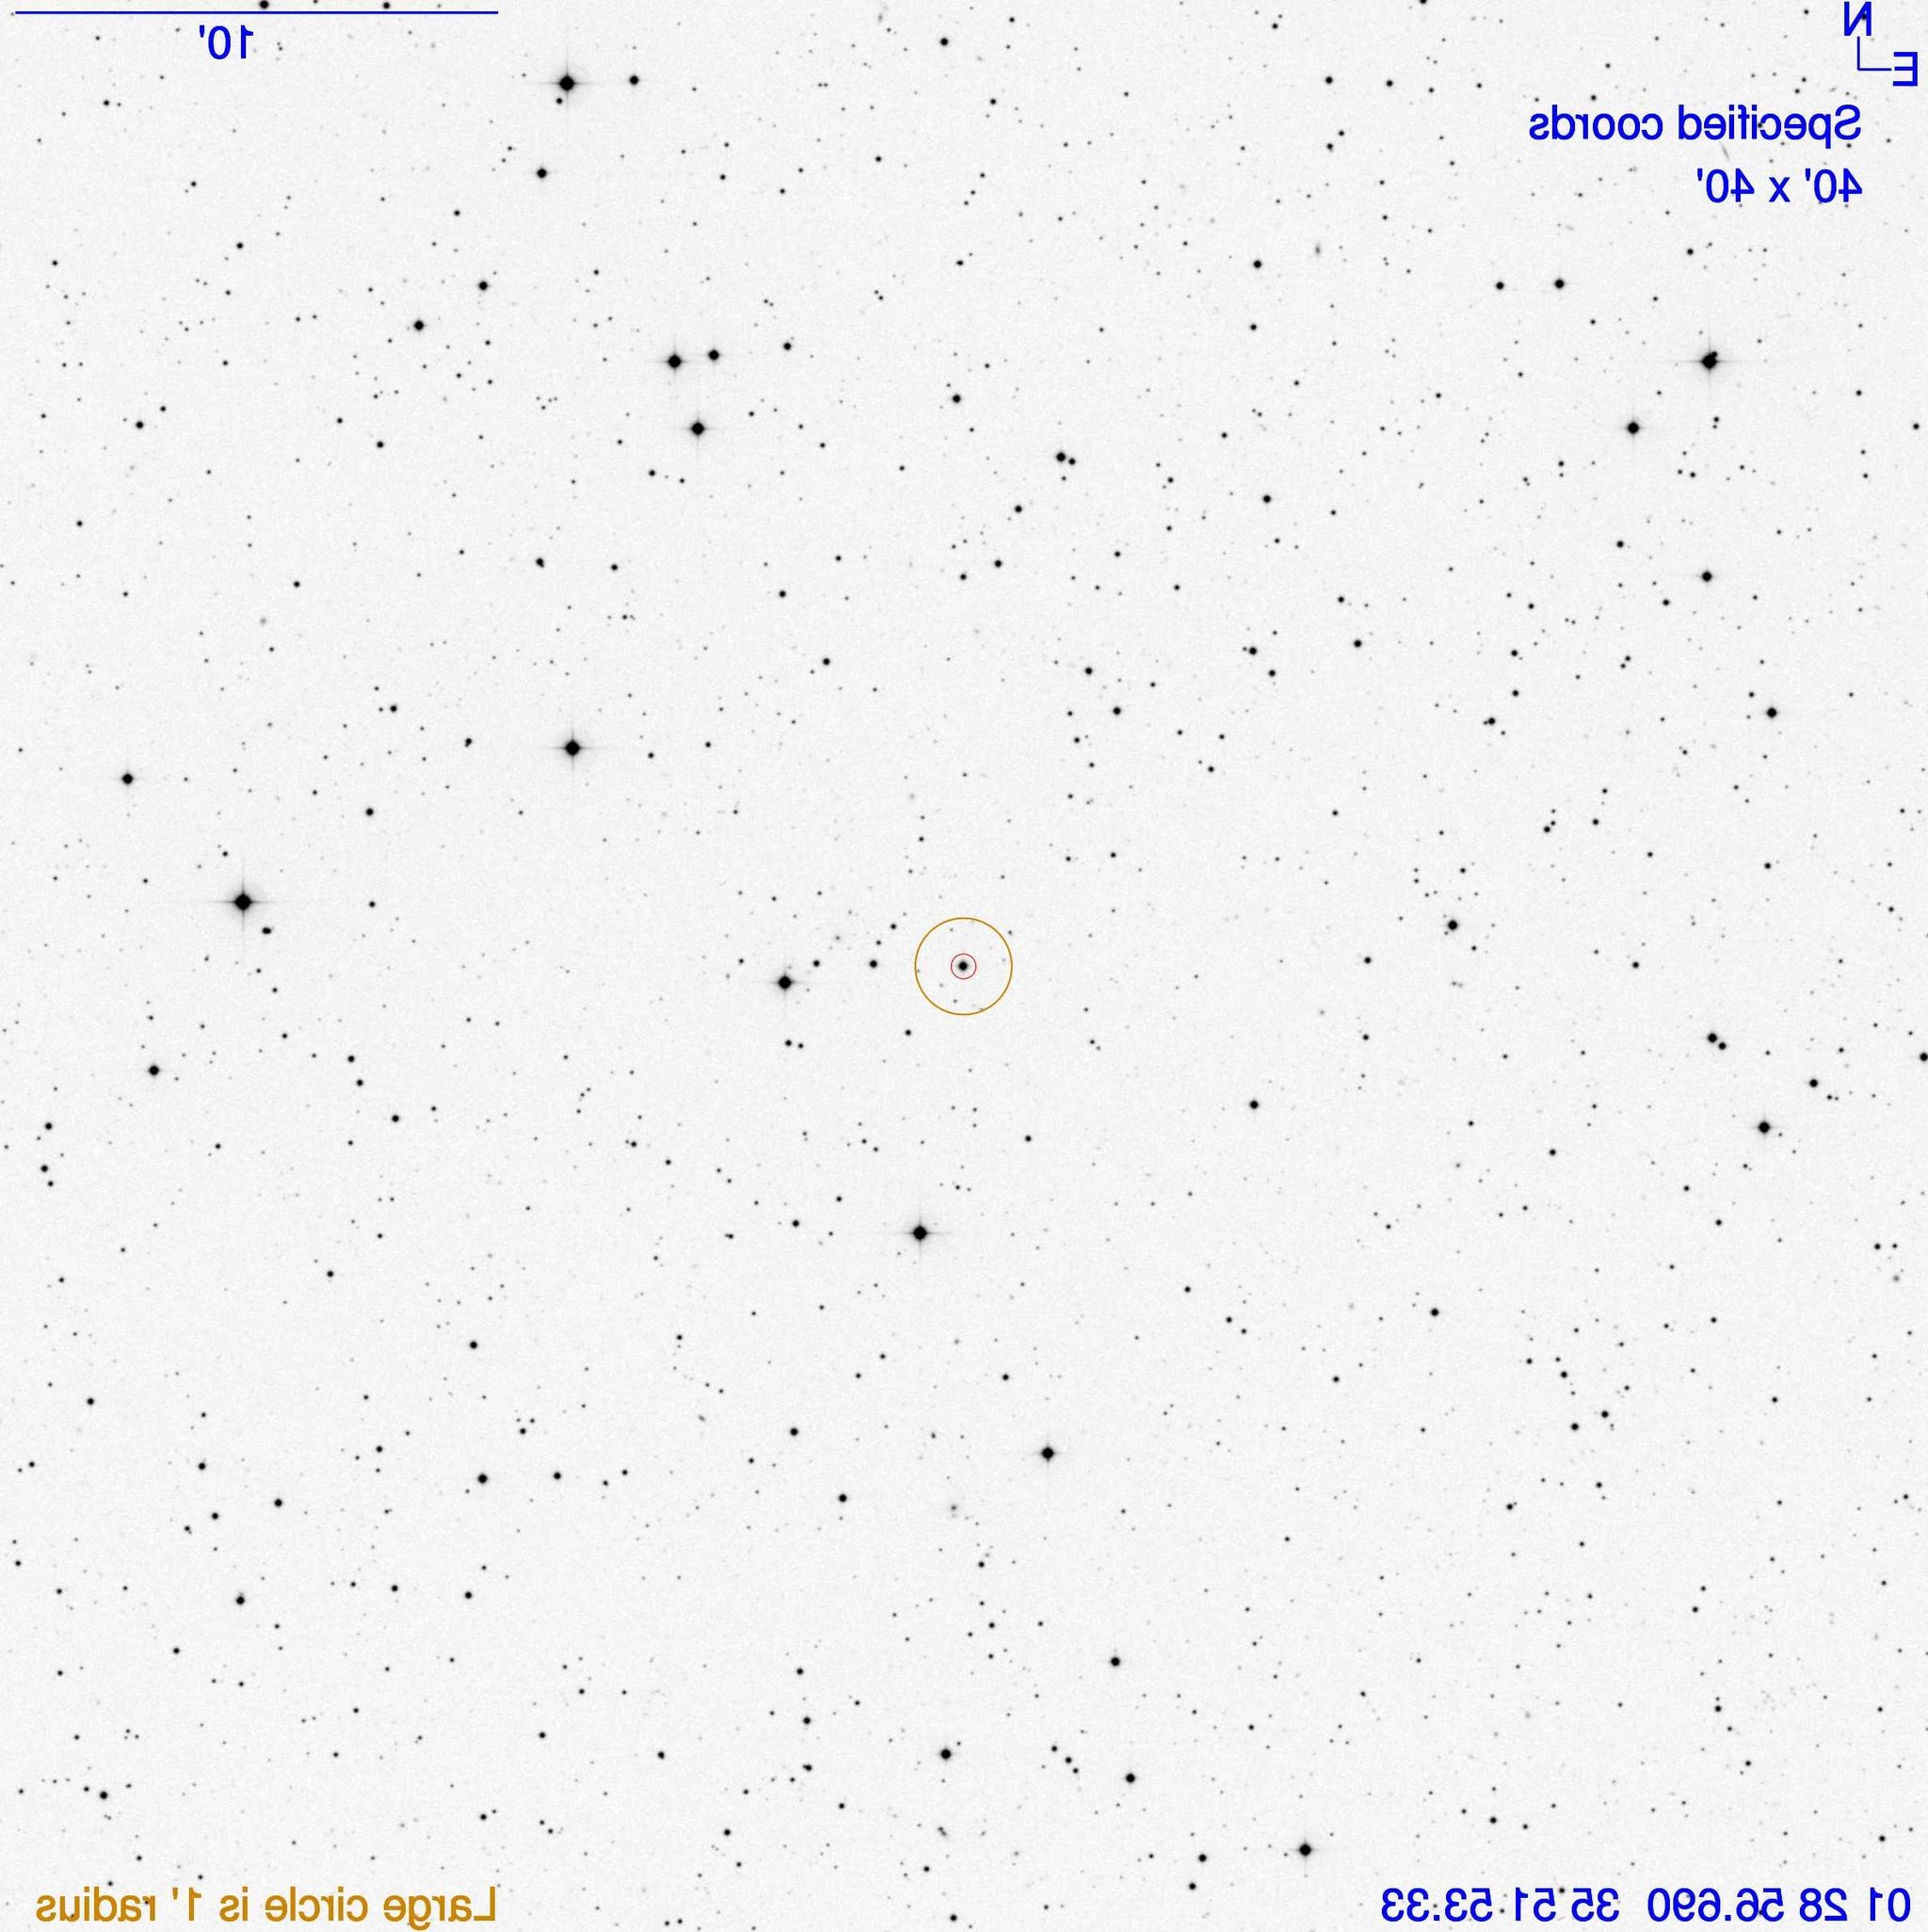 10'
N
E
Specified coords
40' x 40'
01 28 56.690 35 51 53.33
Large circle is 1' radius